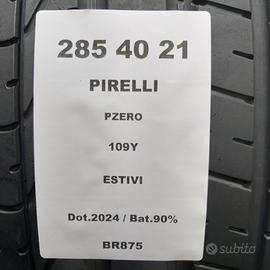 285 40 21
PIRELLI
PZERO
109Y
ESTIVI
Dot.2024 / Bat.90%
BR875
subito